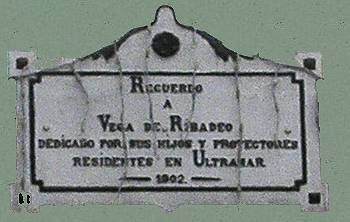 RECUERDO
A
VEGA DE RIBADEO
DEDICADO POR SUS HIJOS Y PROTECTORES
RESIDENTES EN ULTRAMAR
1902.